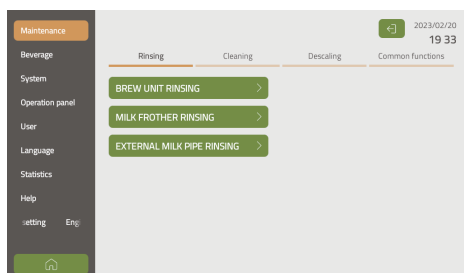 Maintenance
2023/02/20
19 33
Beverage
Rinsing
Cleaning
Descaling
Common functions
System
BREW UNIT RINSING
Operation panel
MILK FROTHER RINSING
User
Language
EXTERNAL MILK PIPE RINSING
Statistics
Help
setting Eng